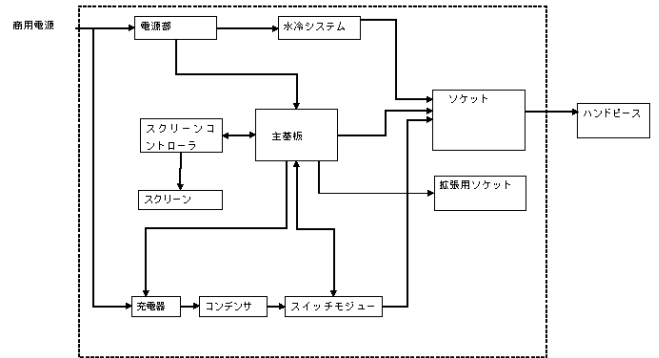 商用電源
電源部
水冷システム
ソケット
ハンドピース
スクリーンコ
ントローラ
主基板
スクリーン
拡張用ソケット
充電器
コンデンサ
スイッチモジュー